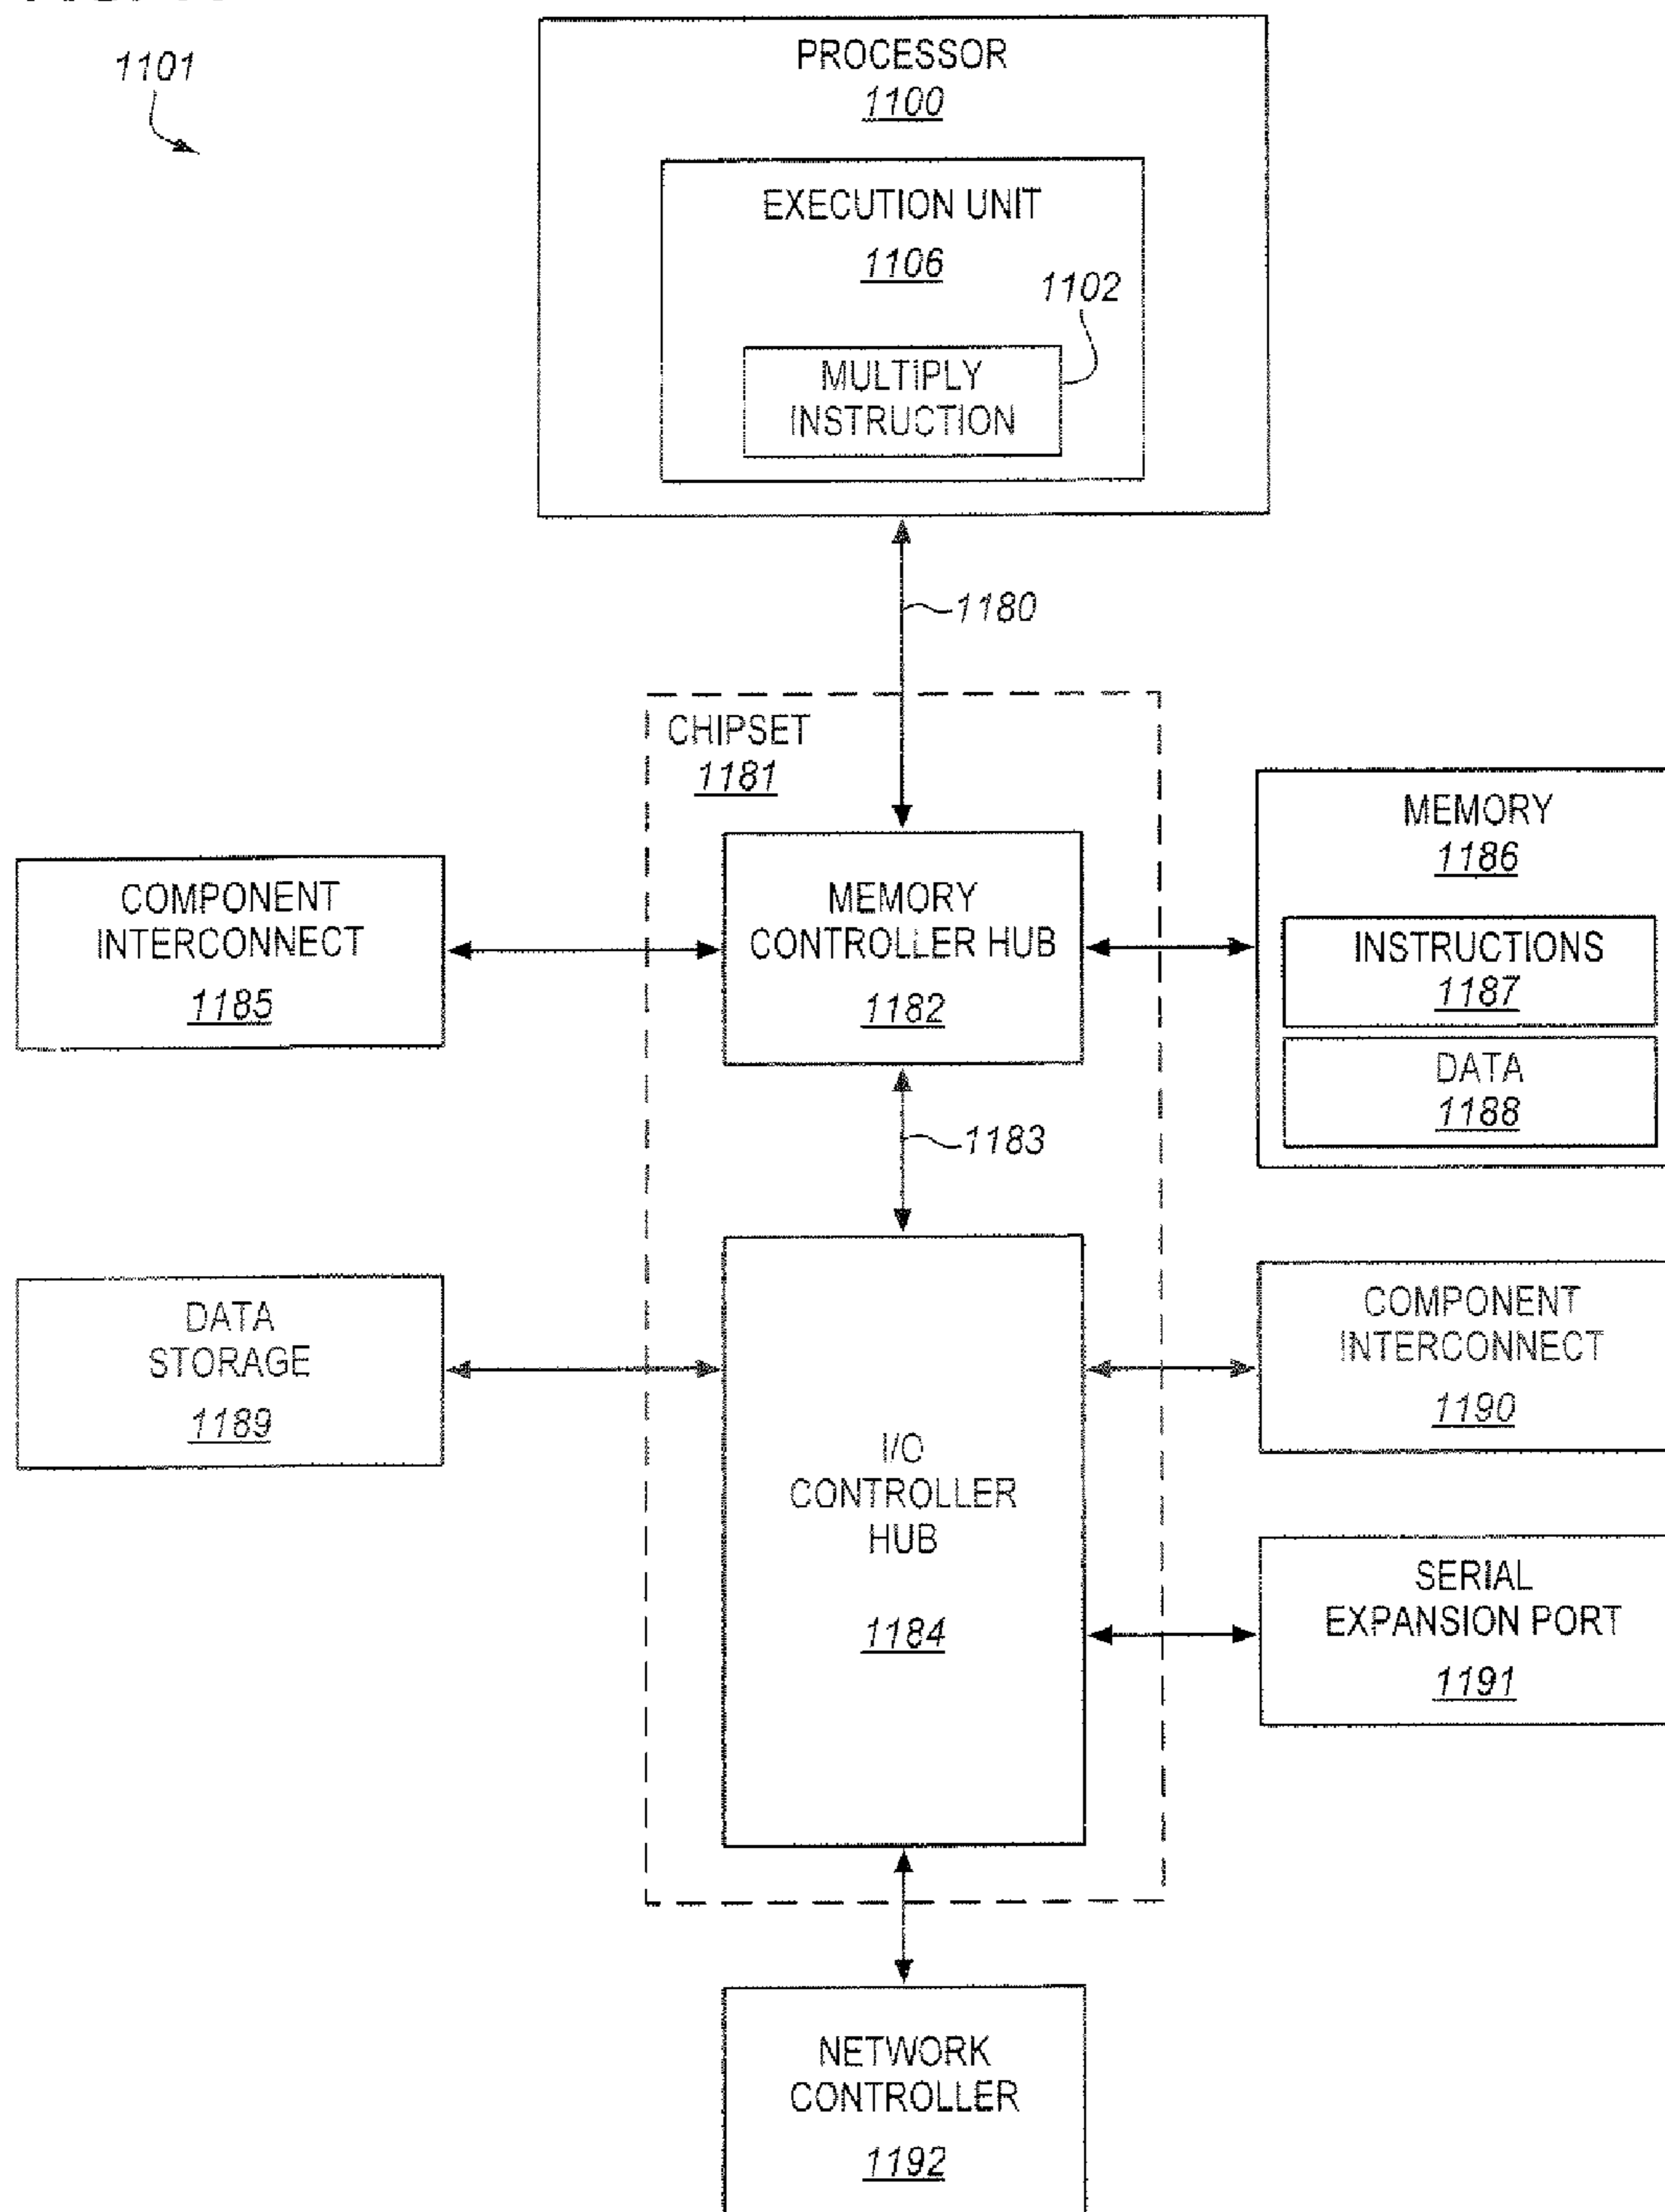 1101
PROCESSOR
1100
EXECUTION UNIT
1106
1102
MULTIPLY
INSTRUCTION
1180
CHIPSET
1181
MEMORY
CONTROLLER HUB
1182
COMPONENT
INTERCONNECT
1185
MEMORY
1186
INSTRUCTIONS
1187
DATA
1188
1183
DATA
STORAGE
1189
I/O
CONTROLLER
HUB
1184
COMPONENT
INTERCONNECT
1190
SERIAL
EXPANSION PORT
1191
NETWORK
CONTROLLER
1192